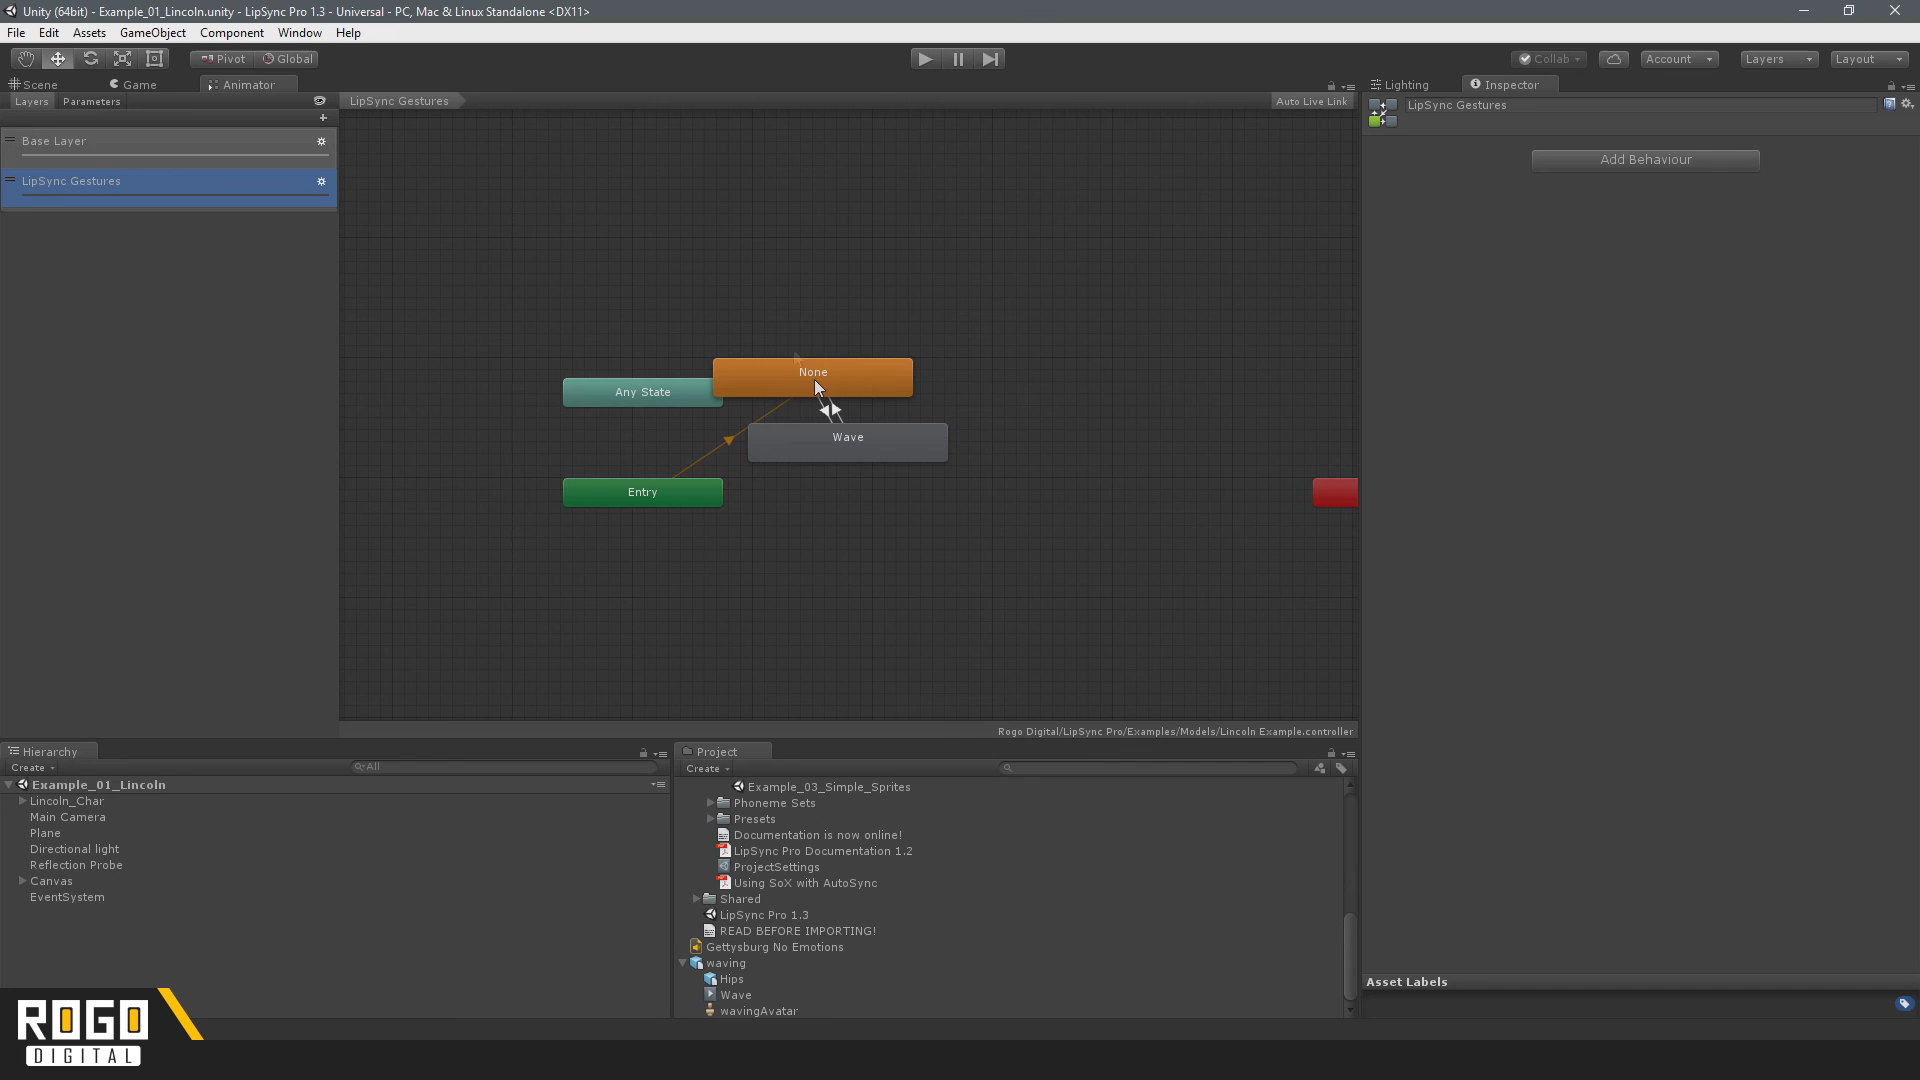 Unity (64bit) - Example_01_Lincoln.unity - LipSync Pro 1.3 - Universal - PC, Mac & Linux Standalone <DX11>
File Edit Assets GameObject Component Window Help
Pivot Global Collab Account Layers Layout
Scene Game Animator Lighting Inspector
Layers Parameters LipSync Gestures Auto Live Link LipSync Gestures
Base Layer
Add Behaviour
LipSync Gestures
None
Any State
Wave
Entry
Rogo Digital/LipSync Pro/Examples/Models/Lincoln Example.controller
Hierarchy Project
Create All Create
Example_01_Lincoln
Lincoln_Char
Main Camera
Plane
Directional light
Reflection Probe
Canvas
EventSystem
Example_03_Simple_Sprites
Phoneme Sets
Presets
Documentation is now online!
LipSync Pro Documentation 1.2
ProjectSettings
Using SoX with AutoSync
Shared
LipSync Pro 1.3
READ BEFORE IMPORTING!
Gettysburg No Emotions
waving
Hips
Wave
wavingAvatar
Asset Labels
ROGO
DIGITAL